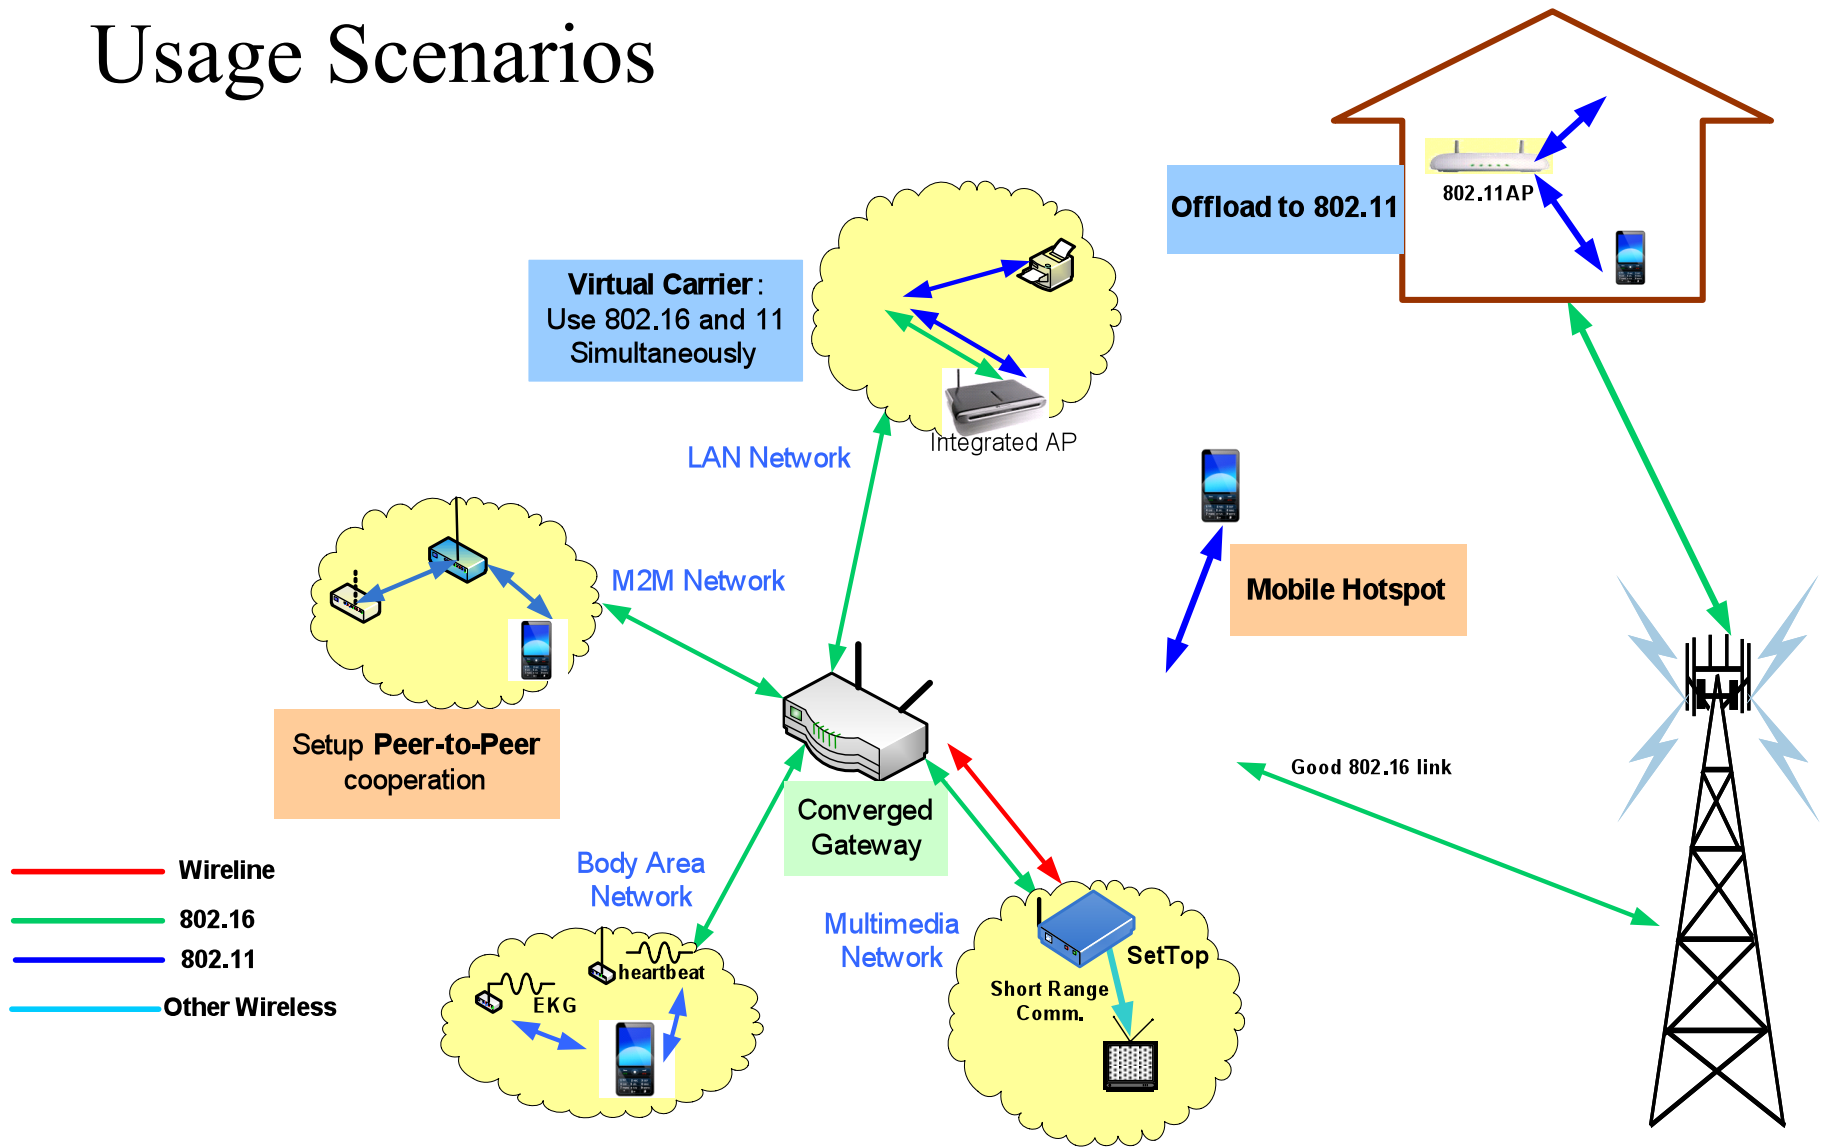 Usage Scenarios
802.11AP
Offload to 802.11
Virtual Carrier :
Use 802.16 and 11
Simultaneously
Integrated AP
LAN Network
M2M Network
Mobile Hotspot
Setup Peer-to-Peer
cooperation
Good 802.16 link
Converged
Gateway
Body Area
Network
Multimedia
Network
Wireline
802.16
802.11
Other Wireless
heartbeat
EKG
SetTop
Short Range
Comm.